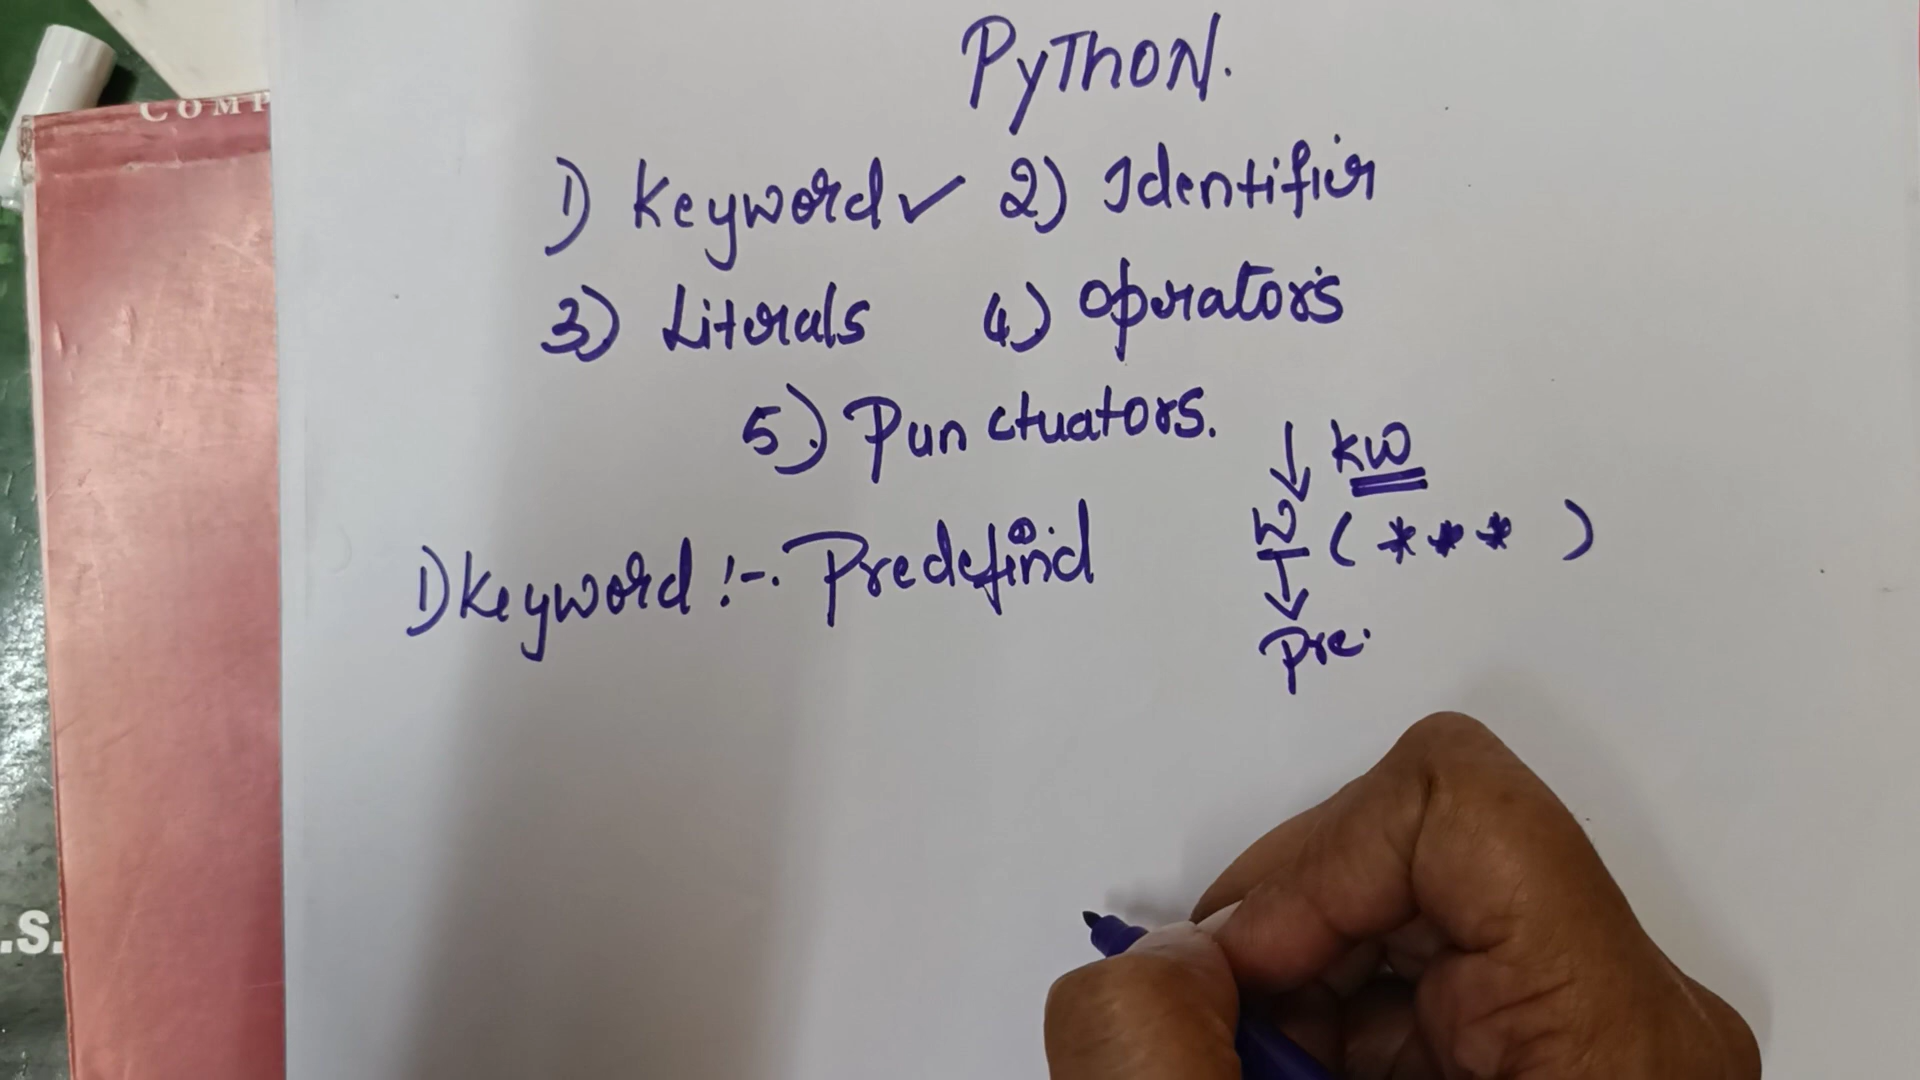 COMP
PYThON.
1) Keyword ✓ 2) Identifier
3) Literals 4) Operators
5) Punctuators.
↓ KW
1) Keyword :-. Predefind
W ( * * * )
↓
Pre.
.S.